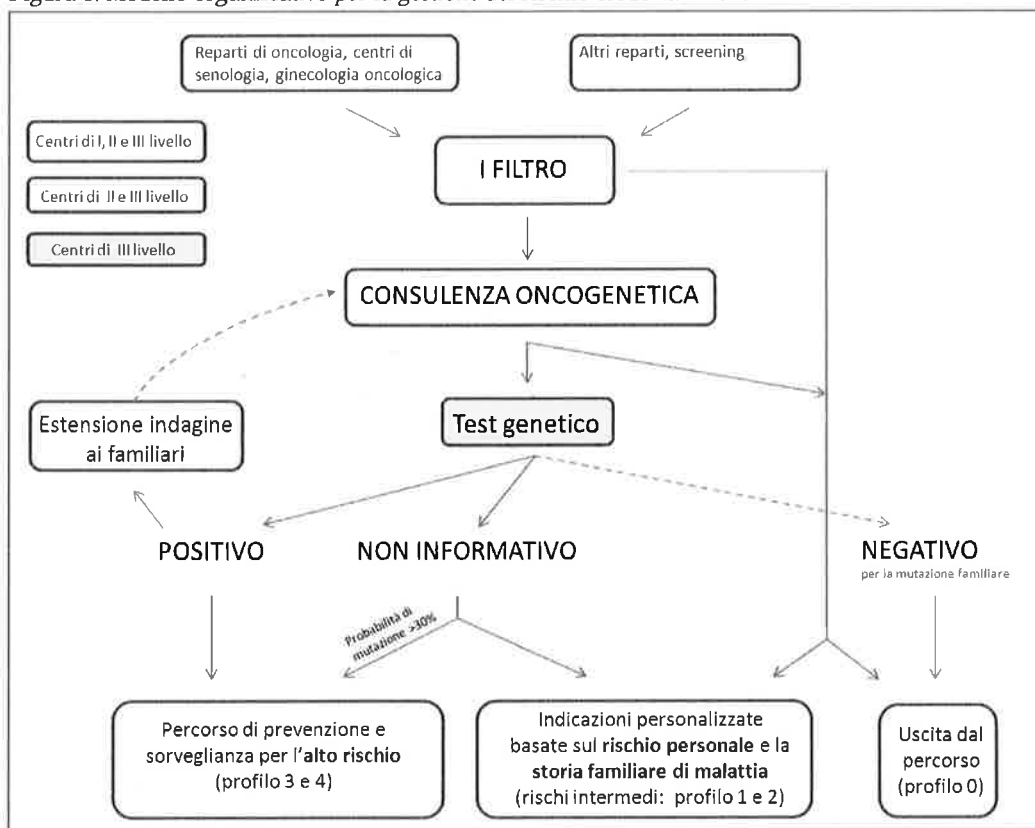 Reparti di oncologia, centri di
senologia, ginecologia oncologica
Altri reparti, screening
Centri di I, II e III livello
Centri di II e III livello
Centri di III livello
I FILTRO
CONSULENZA ONCOGENETICA
Estensione indagine
ai familiari
Test genetico
POSITIVO
NON INFORMATIVO
NEGATIVO
per la mutazione familiare
Probabilità di
mutazione >30%
Percorso di prevenzione e
sorveglianza per l'alto rischio
(profilo 3 e 4)
Indicazioni personalizzate
basate sul rischio personale e la
storia familiare di malattia
(rischi intermedi: profilo 1 e 2)
Uscita dal
percorso
(profilo 0)